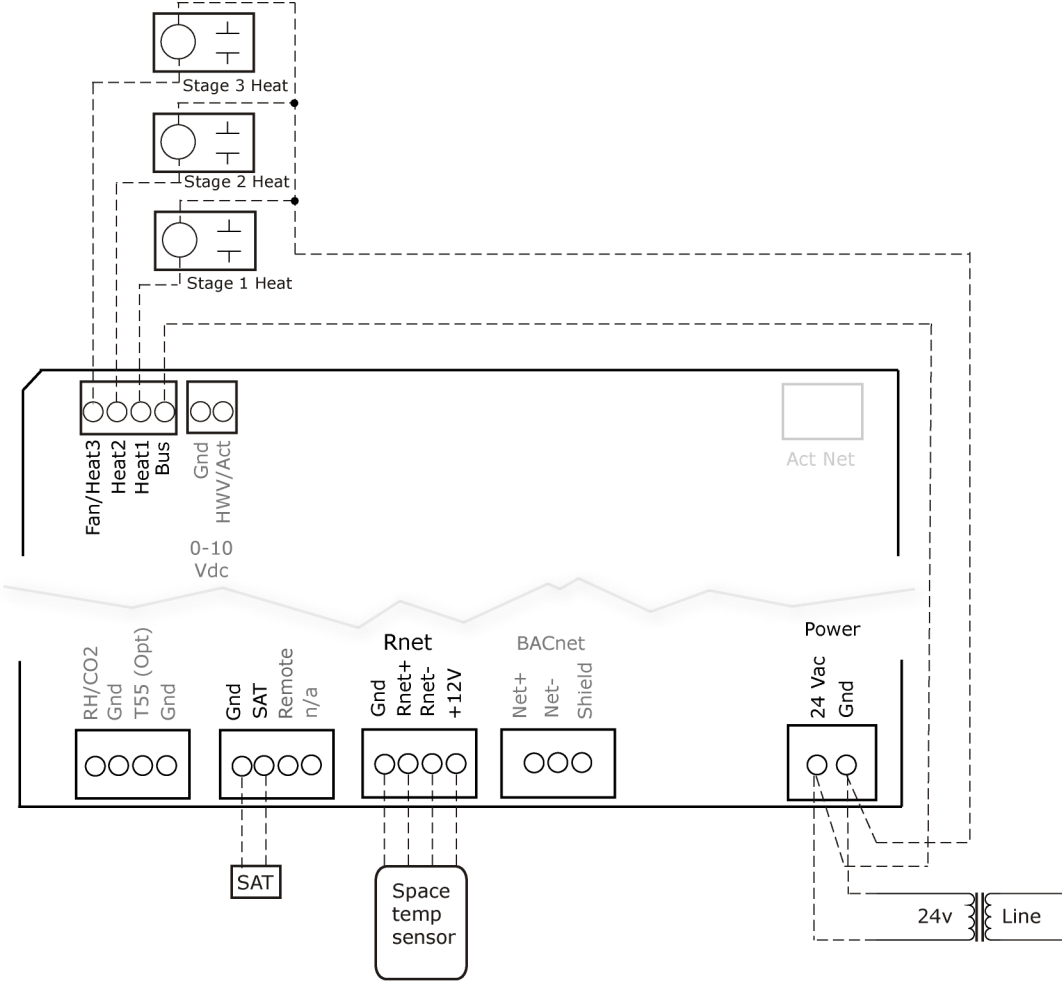 Stage 3 Heat
Stage 2 Heat
Stage 1 Heat
Fan/Heat3
Heat2
Heat1
Bus
Gnd
HWV/Act
0-10
Vdc
Act Net
RH/CO2
Gnd
T55 (Opt)
Gnd
Gnd
SAT
Remote
n/a
Rnet
Gnd
Rnet+
Rnet-
+12V
BACnet
Net+
Net-
Shield
Power
24 Vac
Gnd
SAT
Space
temp
sensor
24v
Line